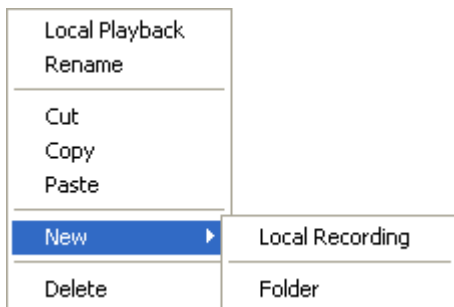 Local Playback
Rename
Cut
Copy
Paste
New
Local Recording
Delete
Folder